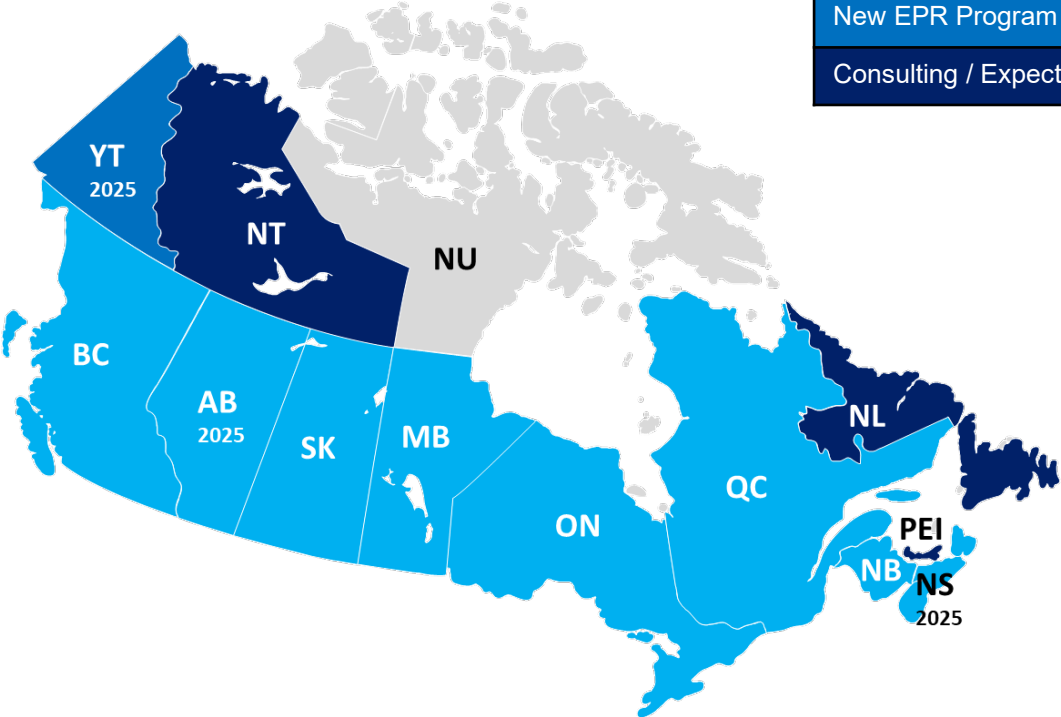 New EPR Program
Consulting / Expect
YT
2025
NT
NU
BC
AB
2025
SK
MB
ON
QC
NL
PEI
NB
NS
2025